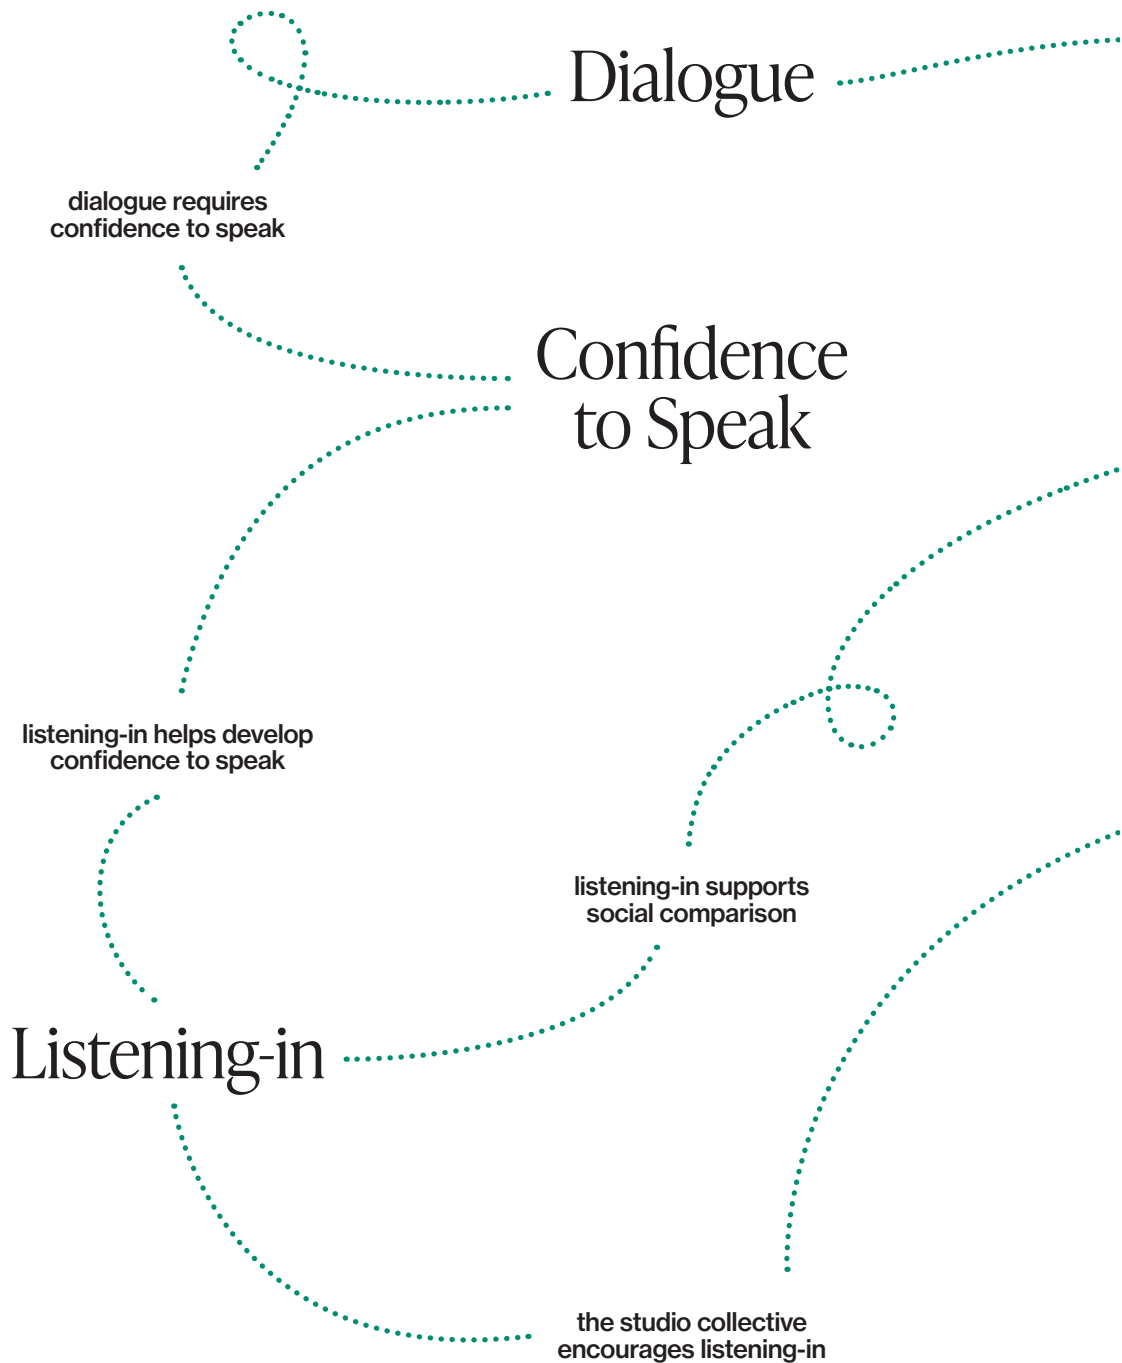 Dialogue
dialogue requires
confidence to speak
Confidence
to Speak
listening-in helps develop
confidence to speak
listening-in supports
social comparison
Listening-in
the studio collective
encourages listening-in